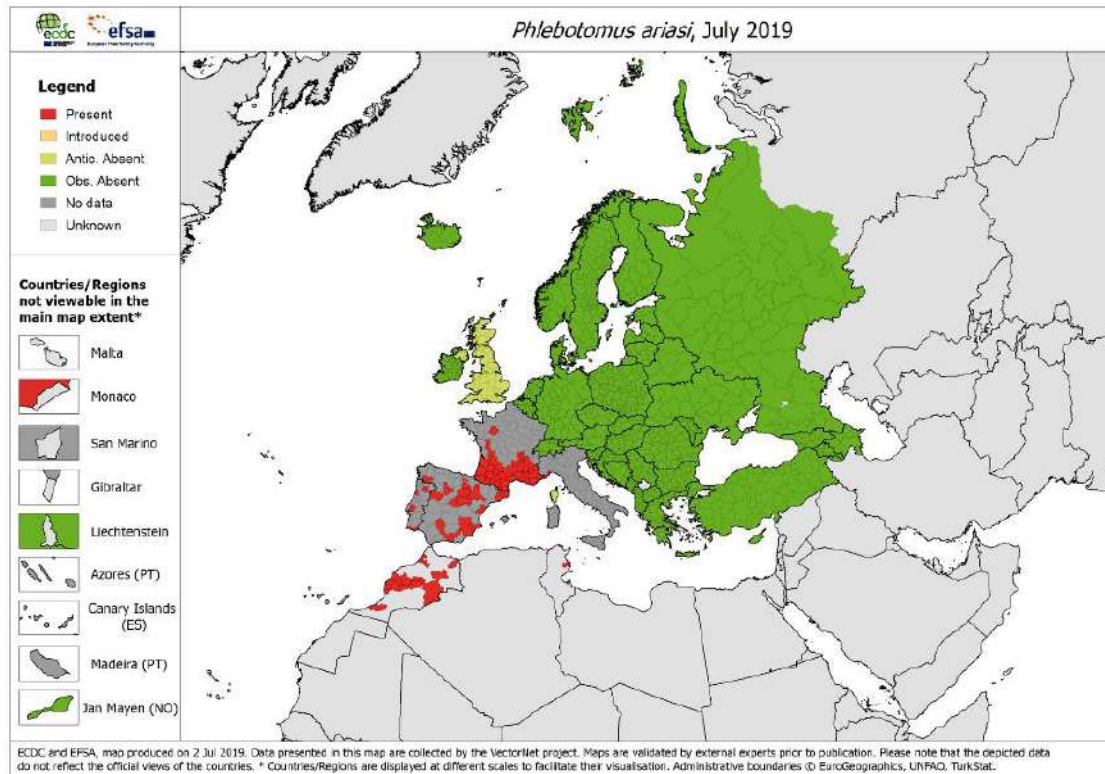 ecdc
efsa
Phlebotomus ariasi, July 2019
Legend
Present
Introduced
Antic. Absent
Obs. Absent
No data
Unknown
Countries/Regions
not viewable in the
main map extent*
Malta
Monaco
San Marino
Gibraltar
Liechtenstein
Azores (PT)
Canary Islands
(ES)
Madeira (PT)
Jan Mayen (NO)
ECDC and EFSA, map produced on 2 Jul 2019. Data presented in this map are collected by the VectorNet project. Maps are validated by external experts prior to publication. Please note that the depicted data
do not reflect the official views of the countries. * Countries/Regions are displayed at different scales to facilitate their visualisation. Administrative boundaries © EuroGeographics, UNFAO, TurkStat.